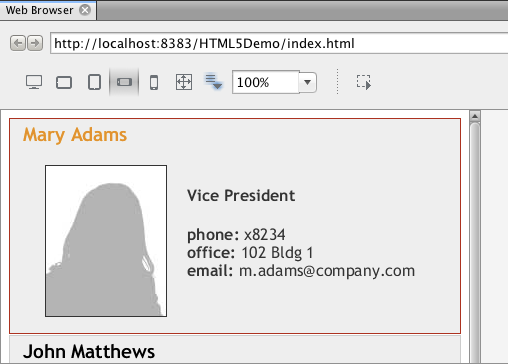 Web Browser
http://localhost:8383/HTML5Demo/index.html
100%
Mary Adams
Vice President
phone: x8234
office: 102 Bldg 1
email: m.adams@company.com
John Matthews